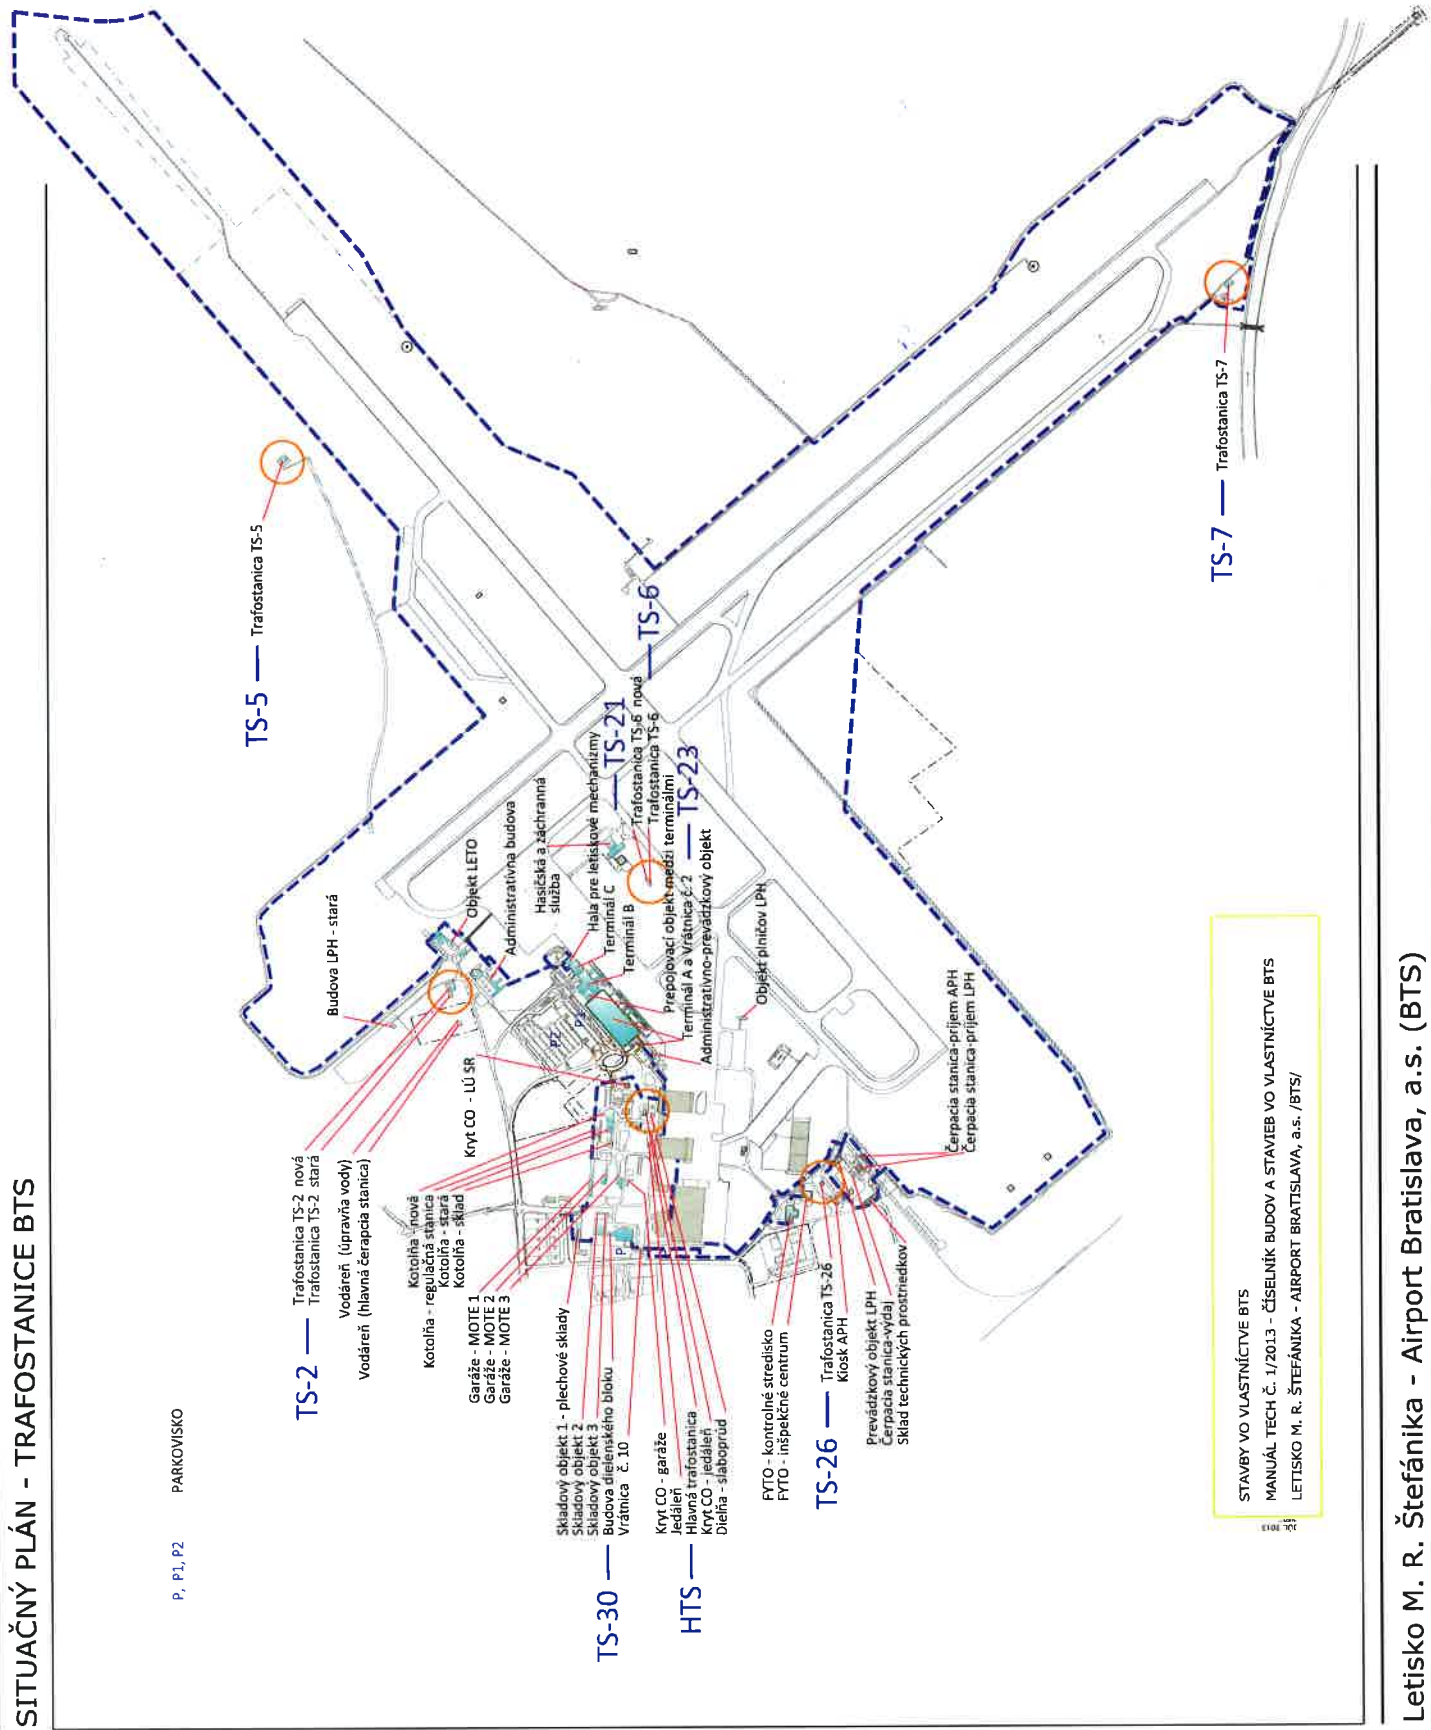 SITUAČNÝ PLÁN - TRAFOSTANICE BTS
P, P1, P2 PARKOVISKO
TS-5
Trafostanica TS-5
Budova LPH - stará
TS-2
Trafostanica TS-2 nová
Trafostanica TS-2 stará
Vodáreň (úpravňa vody)
Vodáreň (hlavná čerapcia stanica)
Kotolňa - nová
Kotolňa - regulačná stanica
Kotolňa - stará
Kotolňa - sklad
Kryt CO - LÚ SR
Garáže - MOTE 1
Garáže - MOTE 2
Garáže - MOTE 3
Objekt LETO
Administratívna budova
Hasičská a záchranná
služba
Hala pre letiskové mechanizmy
Terminál C
Terminál B
TS-21
Trafostanica TS-6 nová
Trafostanica TS-6
TS-6
Prepojovací objekt medzi terminálmi
Terminál A a Vrátnica č. 2
TS-23
Administratívno-prevádzkový objekt
Objekt plničov LPH
P2
P1
P
Skladový objekt 1 - plechové sklady
Skladový objekt 2
Skladový objekt 3
Budova dielenského bloku
Vrátnica č. 10
TS-30
Kryt CO - garáže
Jedáleň
Hlavná trafostanica
Kryt CO - jedáleň
Dielňa - slaboprúd
HTS
FYTO - kontrolné stredisko
FYTO - inšpekčné centrum
TS-26
Trafostanica TS-26
Kiosk APH
Prevádzkový objekt LPH
Čerpacia stanica-výdaj
Sklad technických prostriedkov
Čerpacia stanica-príjem APH
Čerpacia stanica-príjem LPH
TS-7
Trafostanica TS-7
STAVBY VO VLASTNÍCTVE BTS
MANUÁL TECH Č. 1/2013 - ČÍSELNÍK BUDOV A STAVIEB VO VLASTNÍCTVE BTS
LETISKO M. R. ŠTEFÁNIKA - AIRPORT BRATISLAVA, a.s. /BTS/
Letisko M. R. Štefánika - Airport Bratislava, a.s. (BTS)